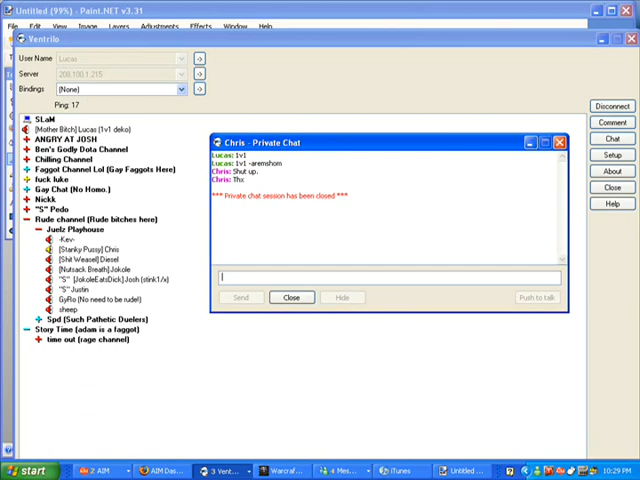 Untitled (99%) - Paint.NET v3.31
File Edit View Image Layers Adjustments Effects Window Help
Ventrilo
User Name Lucas ->
Server 208.100.1.215 ->
Bindings (None) ->
Ping: 17
SLaM
[Mother Bitch] Lucas (1v1 deko)
ANGRY AT JOSH
Ben's Godly Dota Channel
Chilling Channel
Faggot Channel Lol (Gay Faggots Here)
fuck luke
Gay Chat (No Homo.)
Nickk
"S" Pedo
Rude channel (Rude bitches here)
Juelz Playhouse
-Kev-
[Stanky Pussy] Chris
[Shit Weasel] Diesel
[Nutsack Breath] Jokole
"S" [JokoleEatsDick] Josh (stink1/x)
"S" Justin
GyRo (No need to be rude!)
sheep
Spd (Such Pathetic Duelers)
Story Time (adam is a faggot)
time out (rage channel)
Disconnect
Comment
Chat
Setup
About
Close
Help
Chris - Private Chat
Lucas: 1v1
Lucas: 1v1 -aremshom
Chris: Shut up.
Chris: Thx
*** Private chat session has been closed ***
Send Close Hide Push to talk
start 2 AIM AIM Das... 3 Vent... Warcraf... 4 Mes... iTunes Untitled ... 10:29 PM